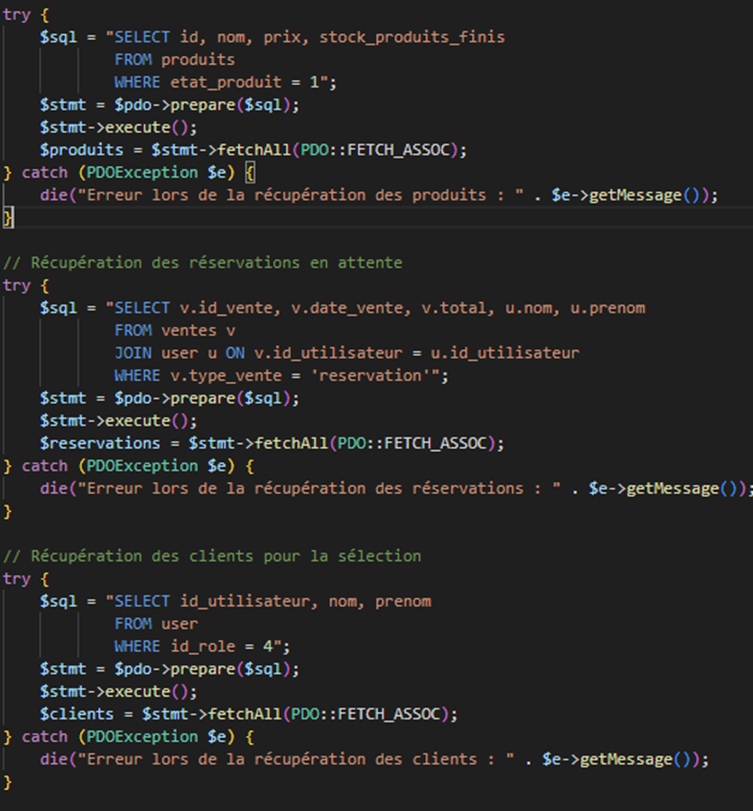 try {
    $sql = "SELECT id, nom, prix, stock_produits_finis
            FROM produits
            WHERE etat_produit = 1";
    $stmt = $pdo->prepare($sql);
    $stmt->execute();
    $produits = $stmt->fetchAll(PDO::FETCH_ASSOC);
} catch (PDOException $e) {
    die("Erreur lors de la récupération des produits : " . $e->getMessage());
}
// Récupération des réservations en attente
try {
    $sql = "SELECT v.id_vente, v.date_vente, v.total, u.nom, u.prenom
            FROM ventes v
            JOIN user u ON v.id_utilisateur = u.id_utilisateur
            WHERE v.type_vente = 'reservation'";
    $stmt = $pdo->prepare($sql);
    $stmt->execute();
    $reservations = $stmt->fetchAll(PDO::FETCH_ASSOC);
} catch (PDOException $e) {
    die("Erreur lors de la récupération des réservations : " . $e->getMessage());
}
// Récupération des clients pour la sélection
try {
    $sql = "SELECT id_utilisateur, nom, prenom
            FROM user
            WHERE id_role = 4";
    $stmt = $pdo->prepare($sql);
    $stmt->execute();
    $clients = $stmt->fetchAll(PDO::FETCH_ASSOC);
} catch (PDOException $e) {
    die("Erreur lors de la récupération des clients : " . $e->getMessage());
}